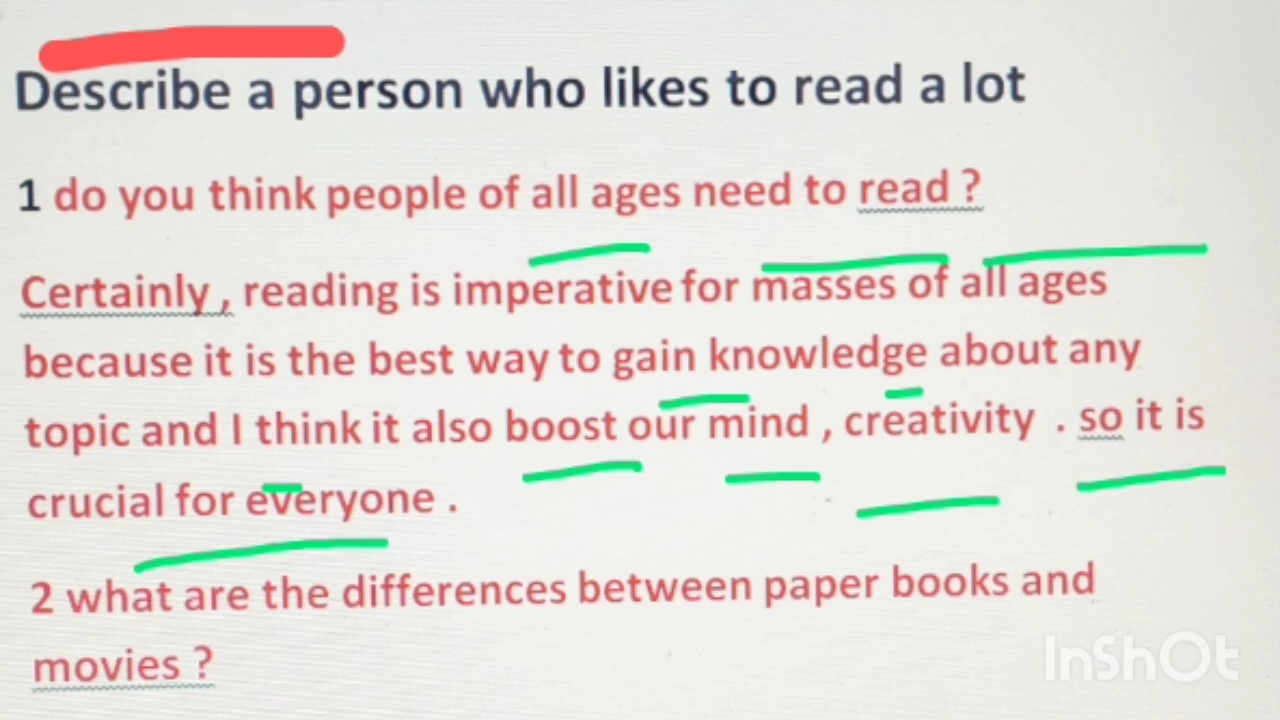 Describe a person who likes to read a lot
1 do you think people of all ages need to read ?
Certainly , reading is imperative for masses of all ages
because it is the best way to gain knowledge about any
topic and I think it also boost our mind , creativity . so it is
crucial for everyone .
2 what are the differences between paper books and
movies ?
InShOt